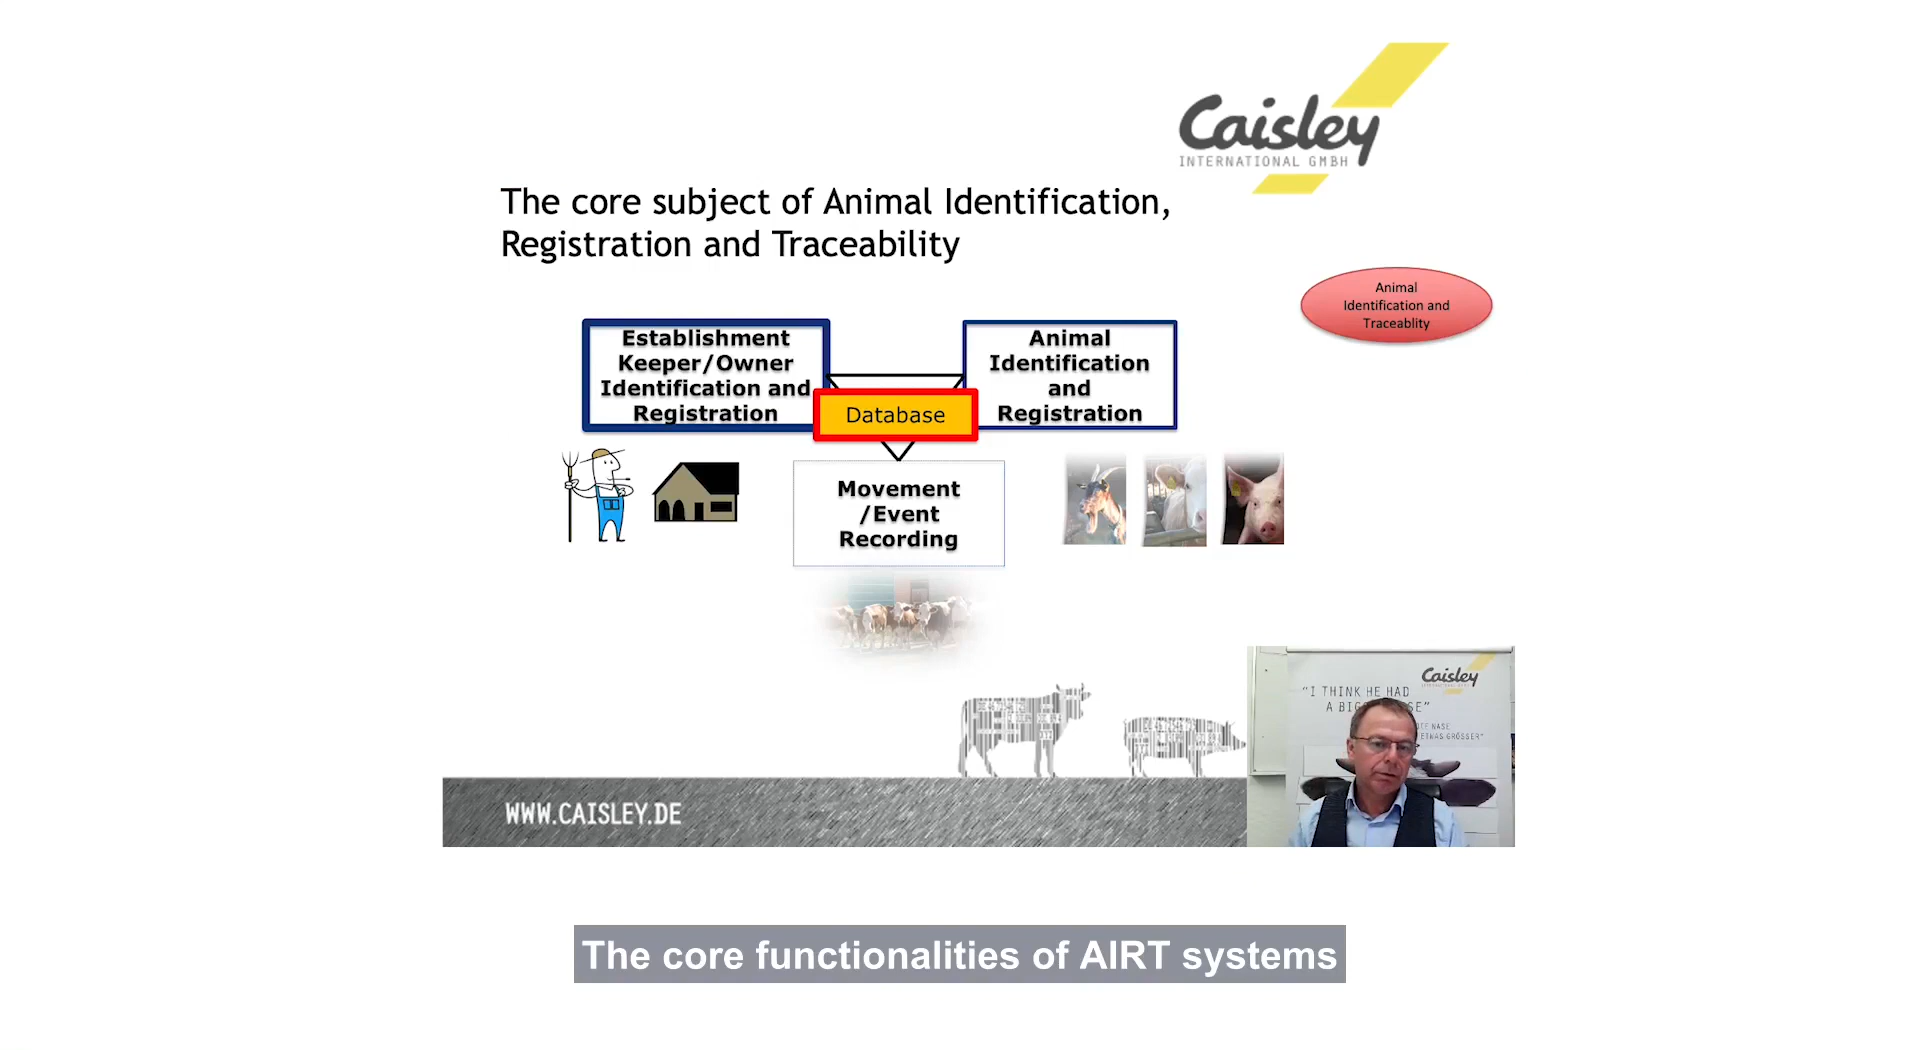 Caisley
INTERNATIONAL GMBH
The core subject of Animal Identification,
Registration and Traceability
Animal
Identification and
Traceablity
Establishment
Keeper/Owner
Identification and
Registration
Database
Animal
Identification
and
Registration
Movement
/Event
Recording
WWW.CAISLEY.DE
Caisley
"I THINK HE HAD
ETWAS GRÖSSER"
The core functionalities of AIRT systems